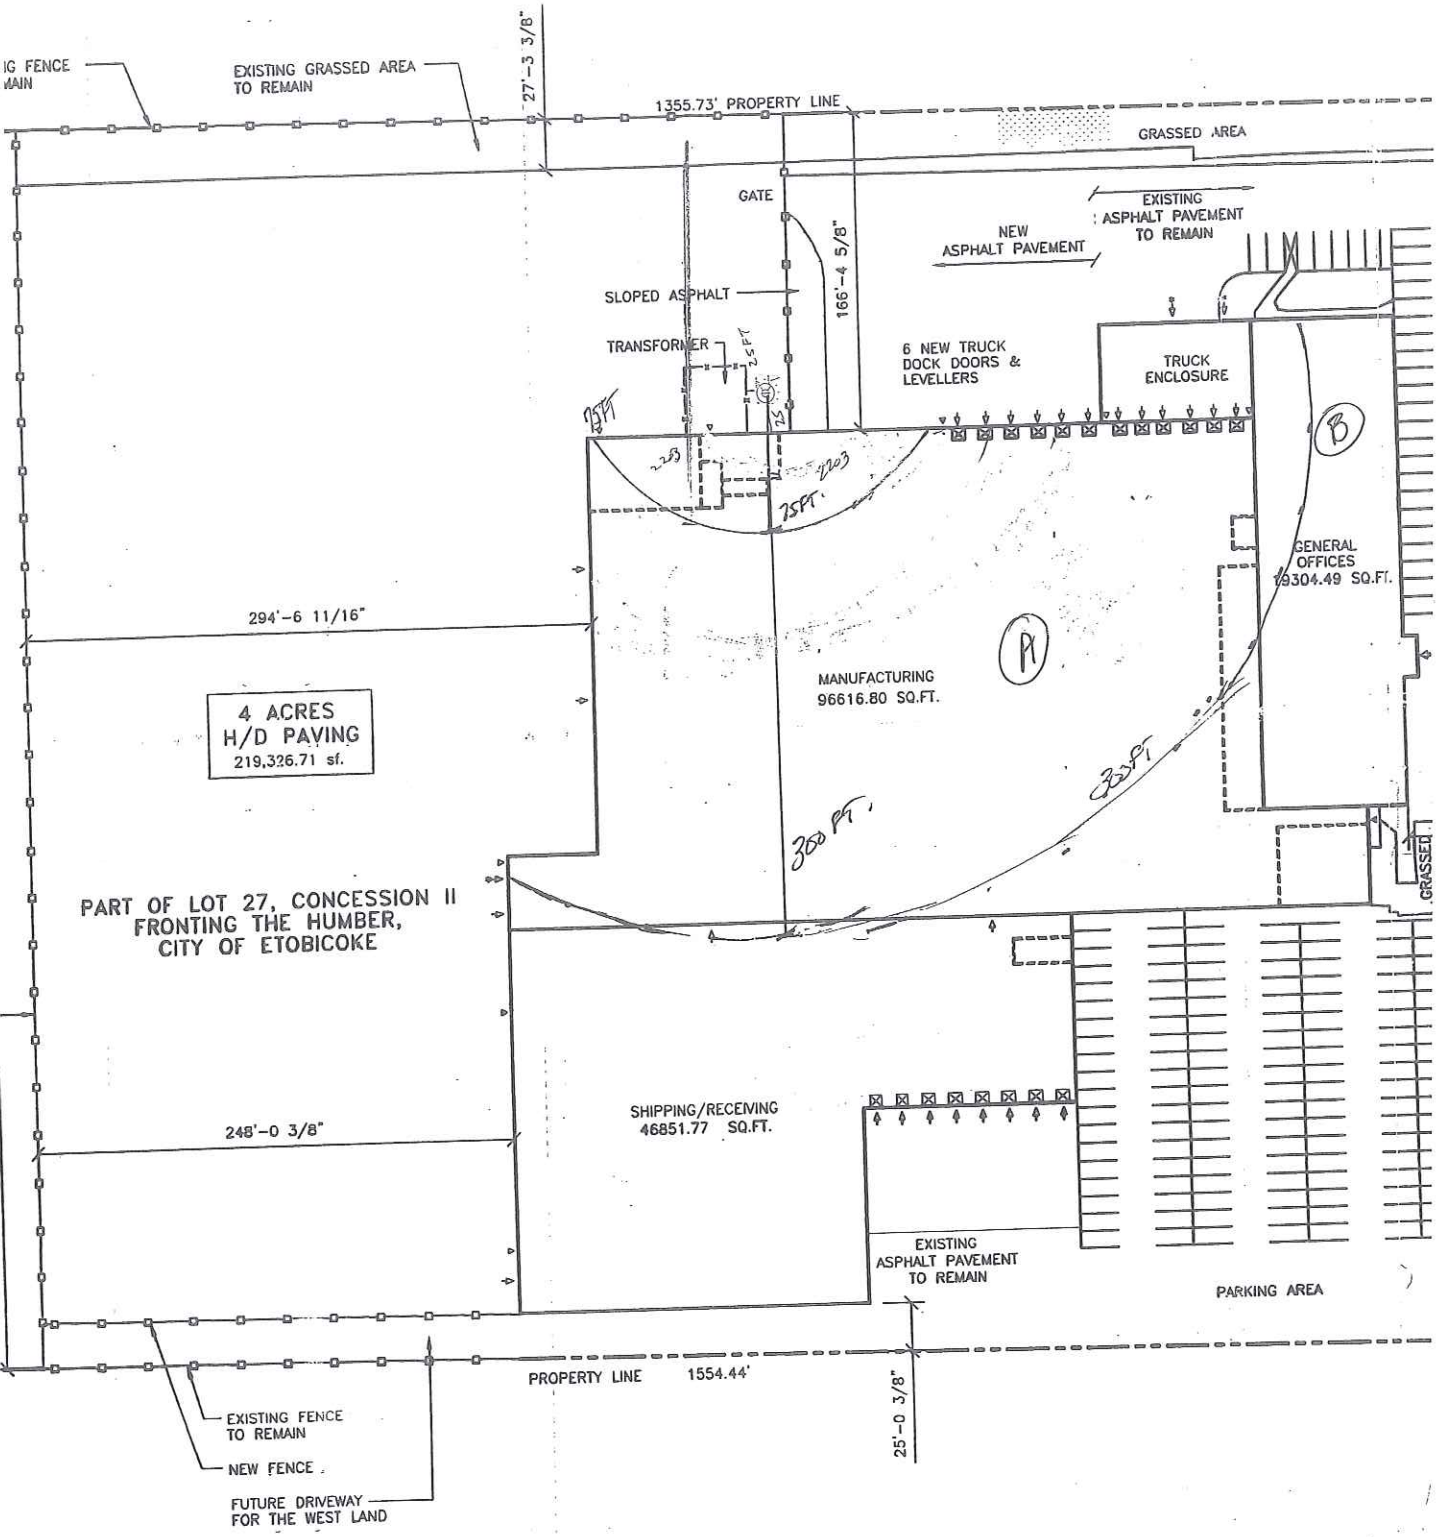 IG FENCE
MAIN
EXISTING GRASSED AREA
TO REMAIN
27'-3 3/8"
1355.73' PROPERTY LINE
GRASSED AREA
GATE
EXISTING
ASPHALT PAVEMENT
TO REMAIN
NEW
ASPHALT PAVEMENT
166'-4 5/8"
SLOPED ASPHALT
TRANSFORMER
25FT
6 NEW TRUCK
DOCK DOORS &
LEVELLERS
TRUCK
ENCLOSURE
75FT
25
B
2203
2203
75FT.
GENERAL
OFFICES
19304.49 SQ.FT.
294'-6 11/16"
A
MANUFACTURING
96616.80 SQ.FT.
4 ACRES
H/D PAVING
219,326.71 sf.
300FT
300 FT.
GRASSED
PART OF LOT 27, CONCESSION II
FRONTING THE HUMBER,
CITY OF ETOBICOKE
SHIPPING/RECEIVING
46851.77 SQ.FT.
248'-0 3/8"
EXISTING
ASPHALT PAVEMENT
TO REMAIN
PARKING AREA
PROPERTY LINE 1554.44'
25'-0 3/8"
EXISTING FENCE
TO REMAIN
NEW FENCE
FUTURE DRIVEWAY
FOR THE WEST LAND